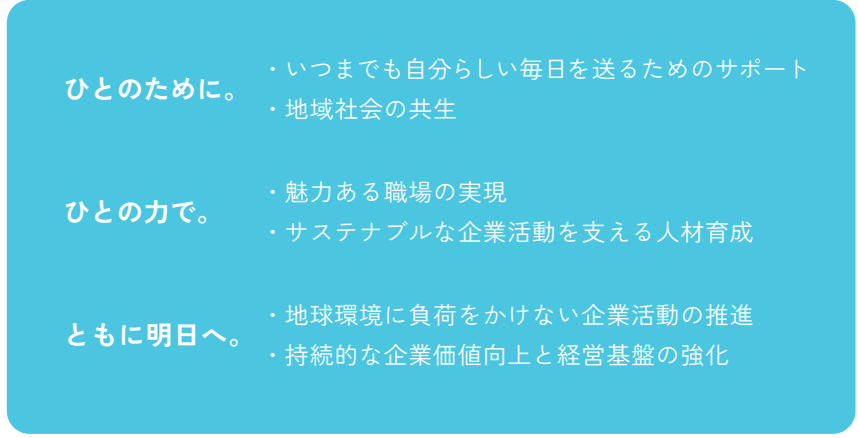 ひとのために。
・いつまでも自分らしい毎日を送るためのサポート
・地域社会の共生
ひとの力で。
・魅力ある職場の実現
・サステナブルな企業活動を支える人材育成
ともに明日へ。
・地球環境に負荷をかけない企業活動の推進
・持続的な企業価値向上と経営基盤の強化